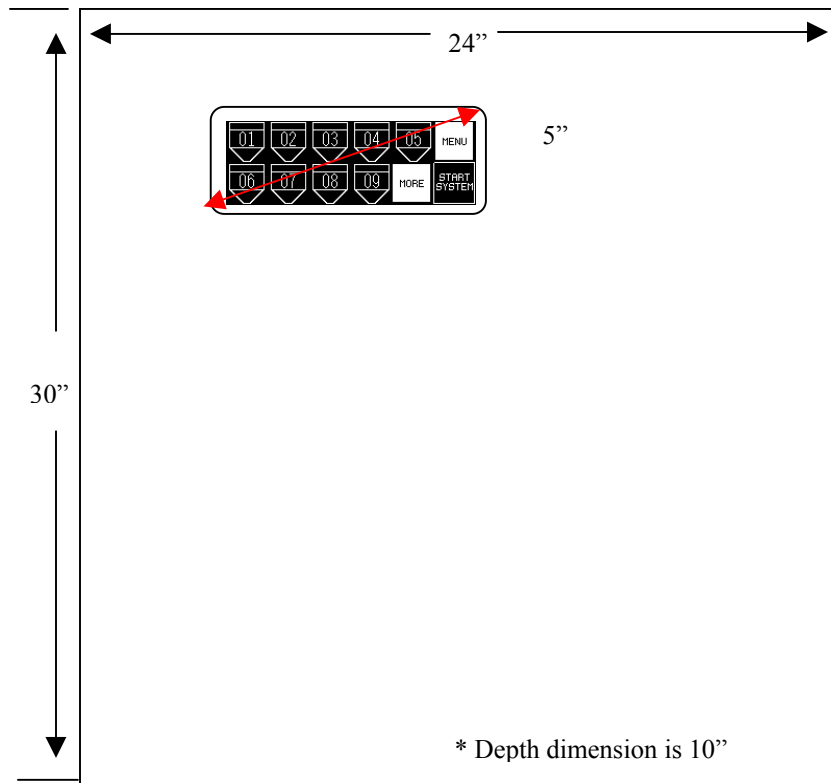 24”
5”
01 02 03 04 05 MENU
06 07 08 09 MORE START SYSTEM
30”
* Depth dimension is 10”